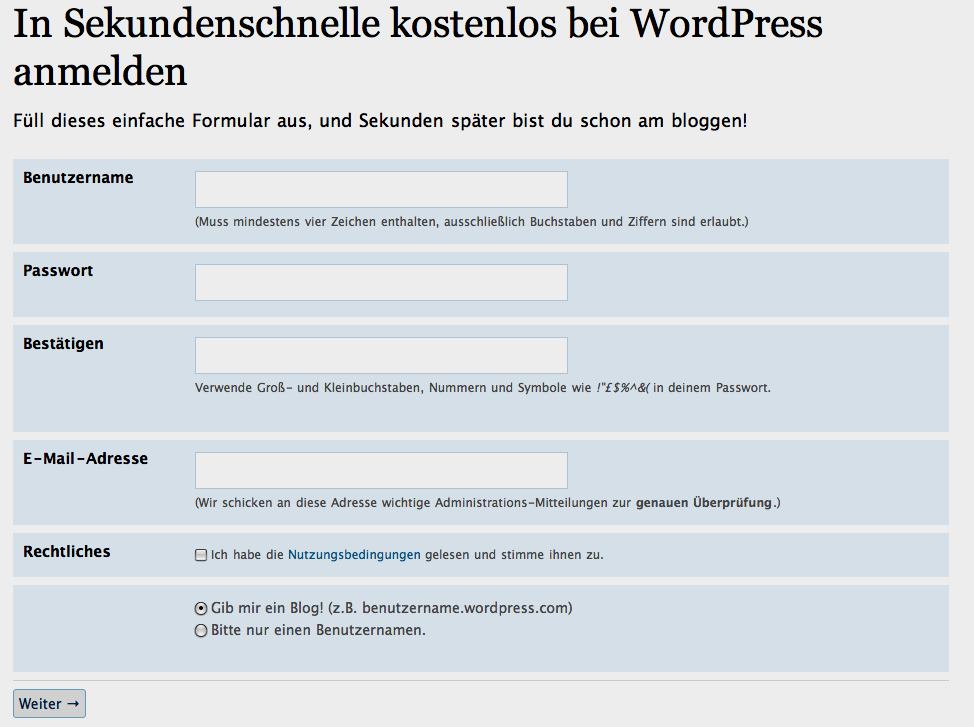 In Sekundenschnelle kostenlos bei WordPress
anmelden
Füll dieses einfache Formular aus, und Sekunden später bist du schon am bloggen!
Benutzername
(Muss mindestens vier Zeichen enthalten, ausschließlich Buchstaben und Ziffern sind erlaubt.)
Passwort
Bestätigen
Verwende Groß- und Kleinbuchstaben, Nummern und Symbole wie !"£$%^&( in deinem Passwort.
E-Mail-Adresse
(Wir schicken an diese Adresse wichtige Administrations-Mitteilungen zur genauen Überprüfung.)
Rechtliches
Ich habe die Nutzungsbedingungen gelesen und stimme ihnen zu.
Gib mir ein Blog! (z.B. benutzername.wordpress.com)
Bitte nur einen Benutzernamen.
Weiter →